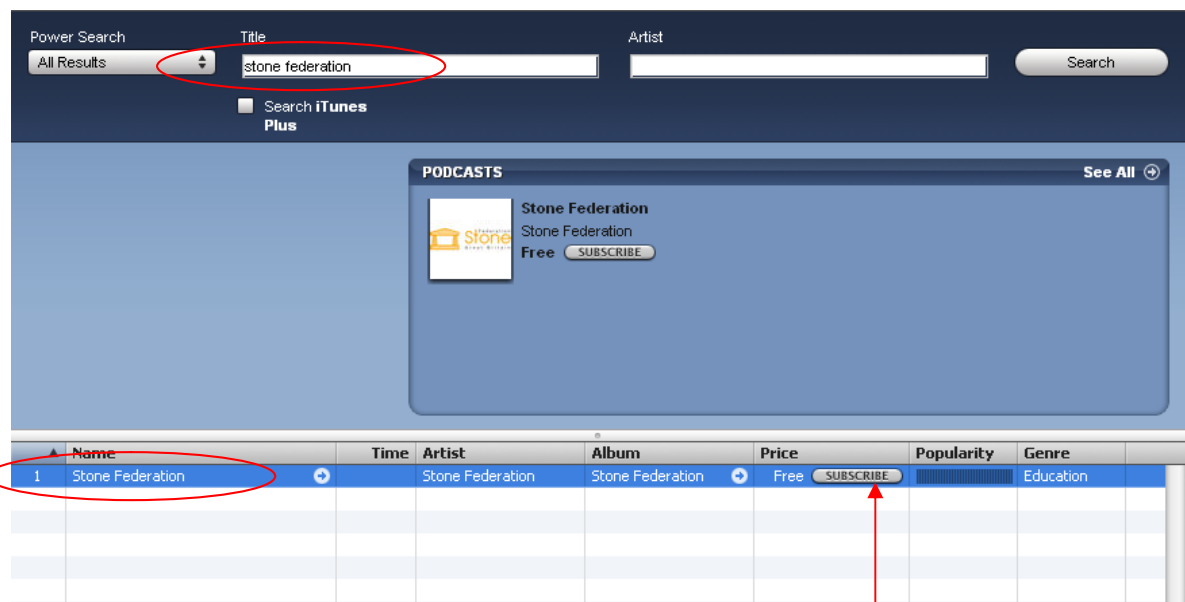 Power Search Title Artist
All Results stone federation Search
Search iTunes
Plus
PODCASTS See All
Stone Federation
Stone Federation
Free SUBSCRIBE
Stone
Name Time Artist Album Price Popularity Genre
1 Stone Federation Stone Federation Stone Federation Free SUBSCRIBE Education